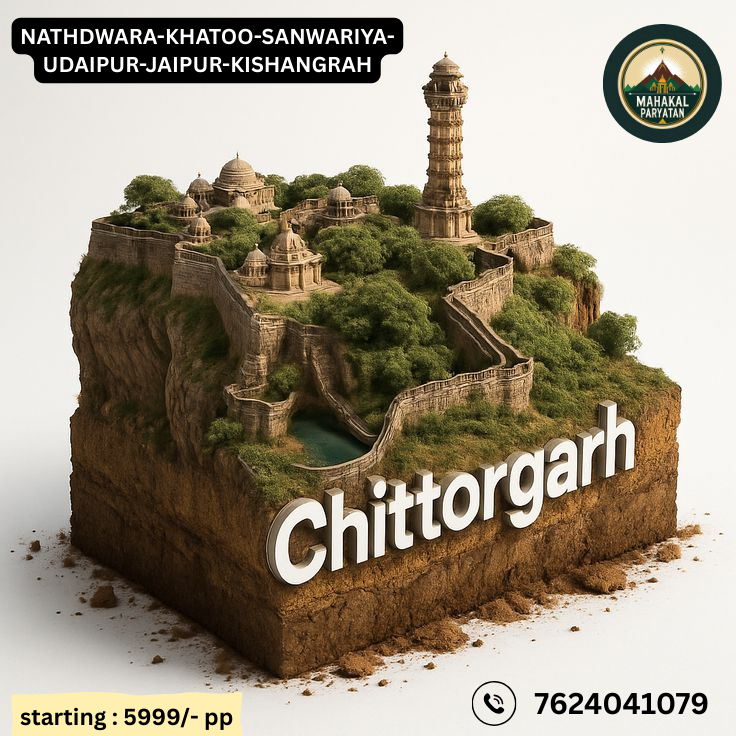 NATHDWARA-KHATOO-SANWARIYA-
UDAIPUR-JAIPUR-KISHANGRAH
MAHAKAL
PARYATAN
Chittorgarh
starting : 5999/- pp
7624041079